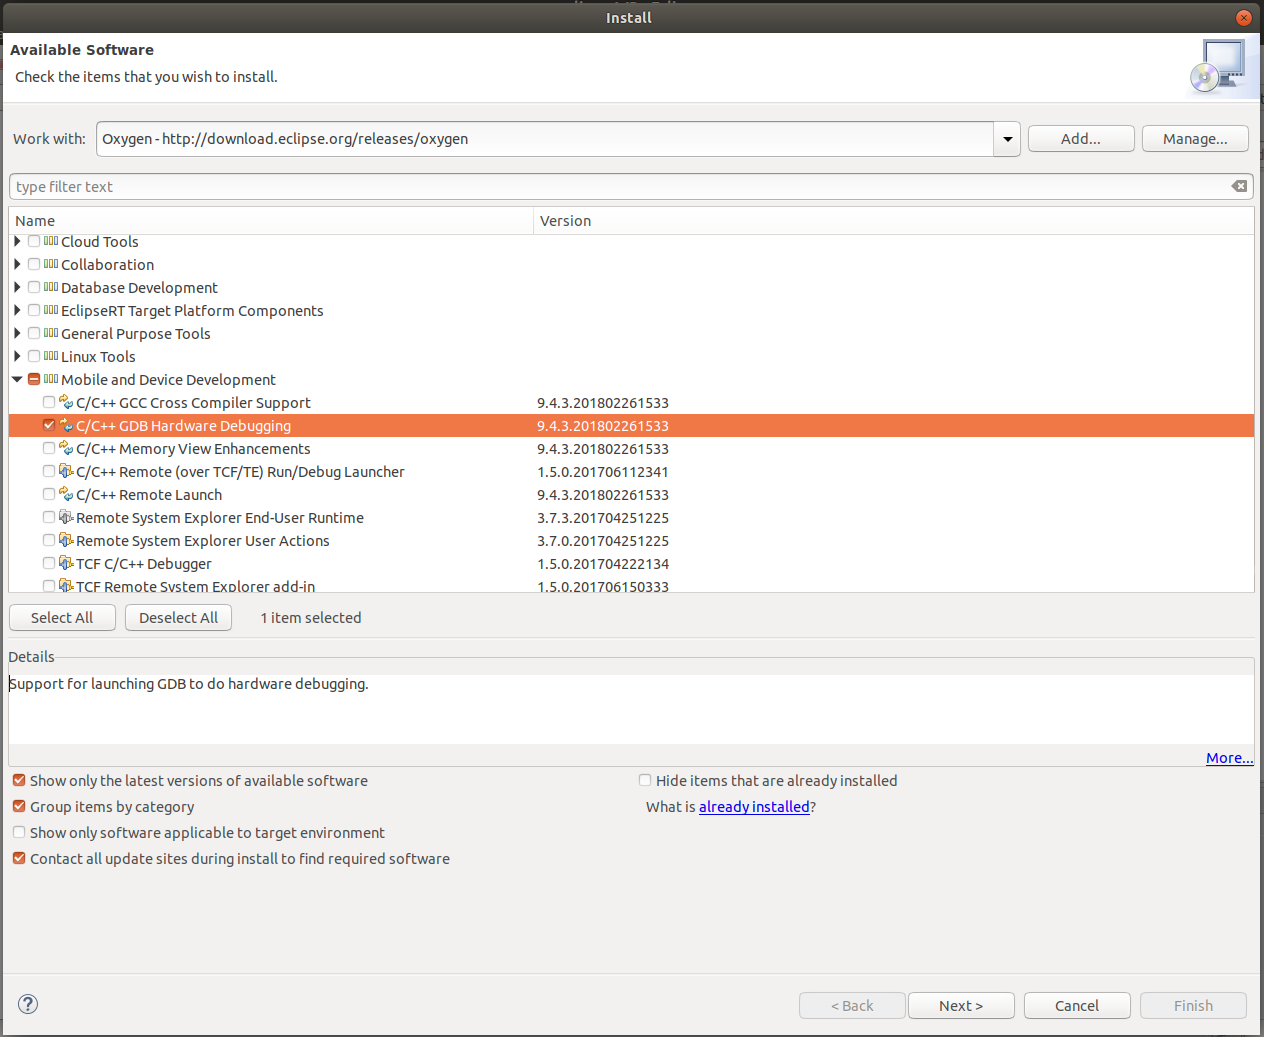 Install
Available Software
Check the items that you wish to install.
Work with: Oxygen - http://download.eclipse.org/releases/oxygen Add... Manage...
type filter text
Name Version
Cloud Tools
Collaboration
Database Development
EclipseRT Target Platform Components
General Purpose Tools
Linux Tools
Mobile and Device Development
C/C++ GCC Cross Compiler Support 9.4.3.201802261533
C/C++ GDB Hardware Debugging 9.4.3.201802261533
C/C++ Memory View Enhancements 9.4.3.201802261533
C/C++ Remote (over TCF/TE) Run/Debug Launcher 1.5.0.201706112341
C/C++ Remote Launch 9.4.3.201802261533
Remote System Explorer End-User Runtime 3.7.3.201704251225
Remote System Explorer User Actions 3.7.0.201704251225
TCF C/C++ Debugger 1.5.0.201704222134
TCF Remote System Explorer add-in 1.5.0.201706150333
Select All Deselect All 1 item selected
Details
Support for launching GDB to do hardware debugging.
More...
Show only the latest versions of available software Hide items that are already installed
Group items by category What is already installed?
Show only software applicable to target environment
Contact all update sites during install to find required software
? < Back Next > Cancel Finish